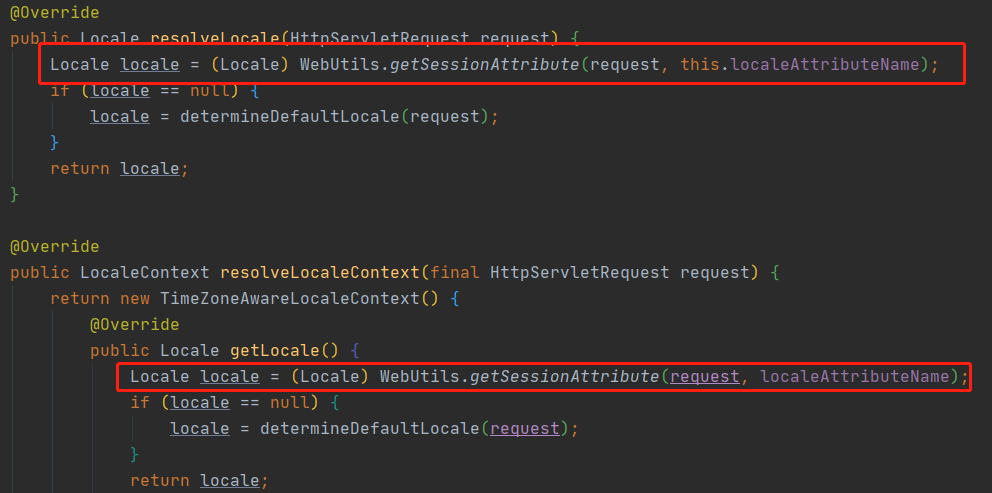 @Override
public Locale resolveLocale(HttpServletRequest request) {
Locale locale = (Locale) WebUtils.getSessionAttribute(request, this.localeAttributeName);
if (locale == null) {
locale = determineDefaultLocale(request);
}
return locale;
}
@Override
public LocaleContext resolveLocaleContext(final HttpServletRequest request) {
return new TimeZoneAwareLocaleContext() {
@Override
public Locale getLocale() {
Locale locale = (Locale) WebUtils.getSessionAttribute(request, localeAttributeName);
if (locale == null) {
locale = determineDefaultLocale(request);
}
return locale;